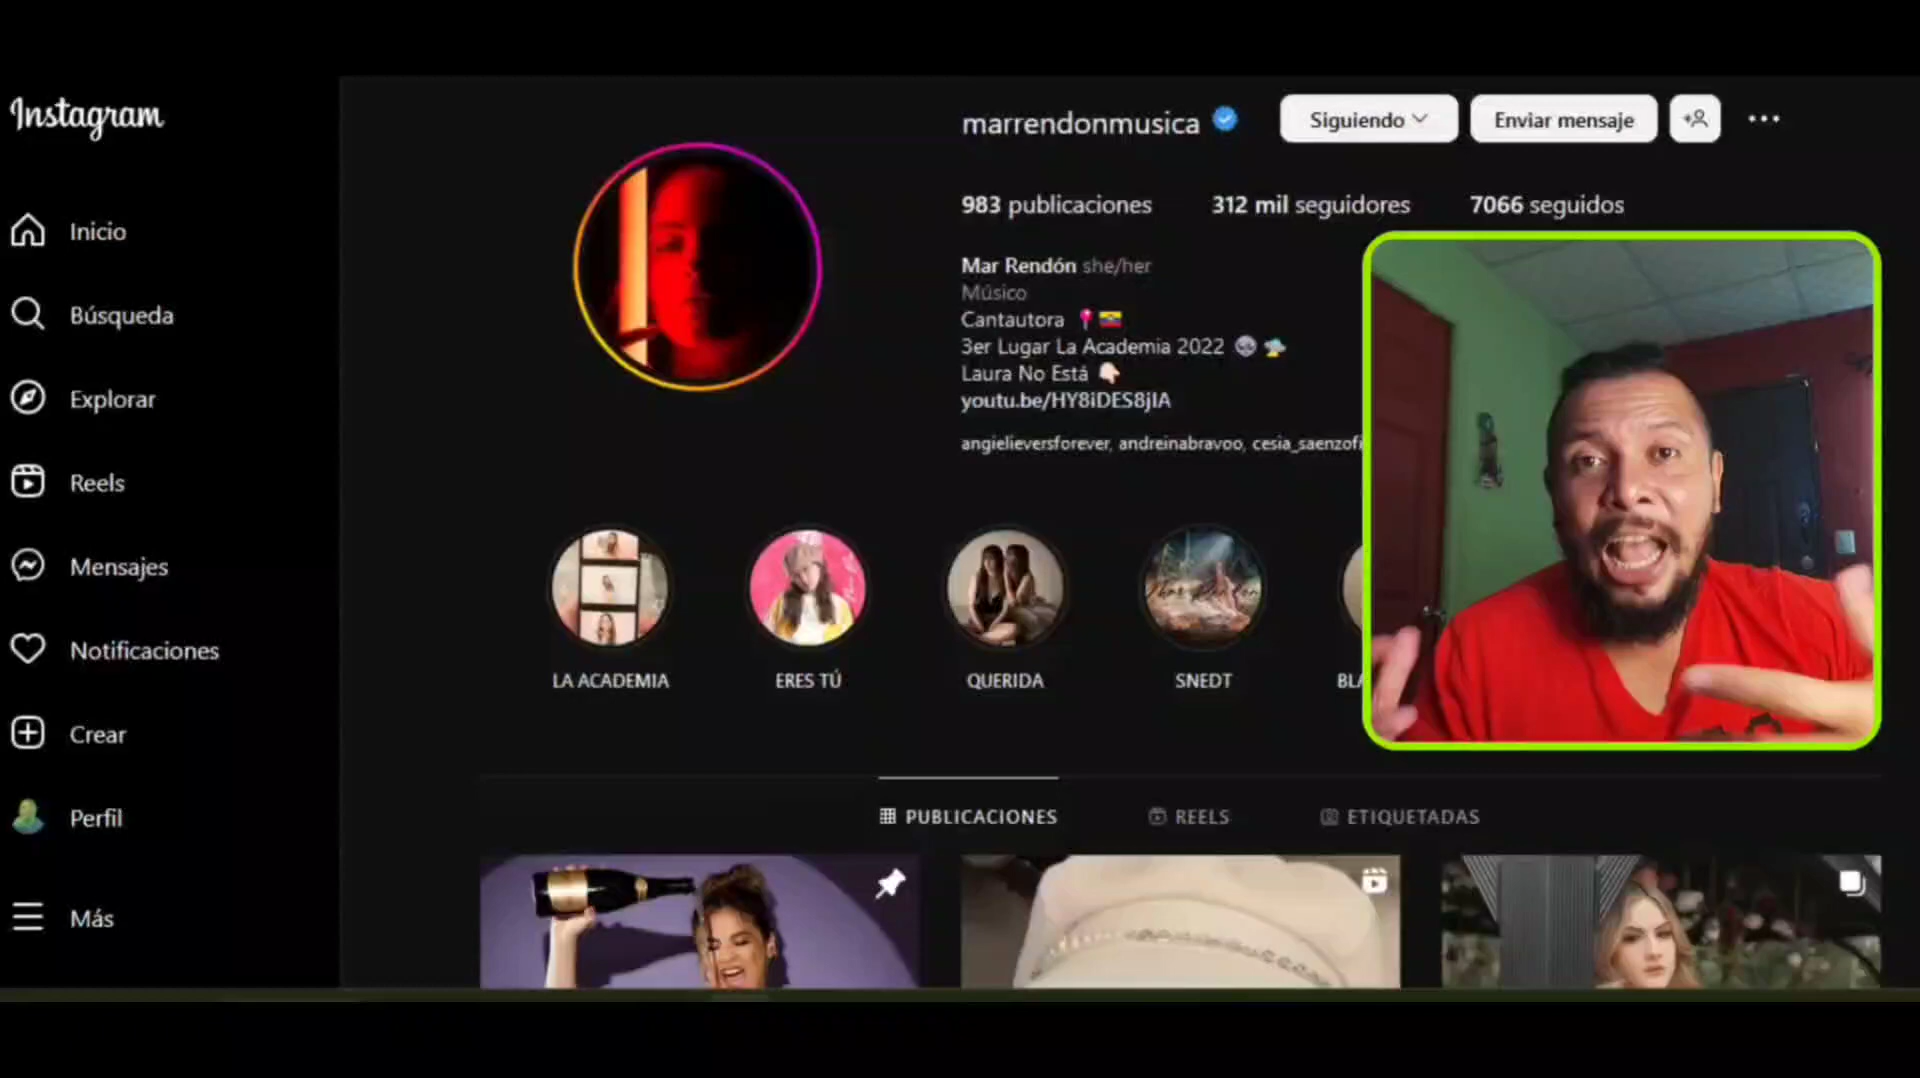 Instagram
Inicio
Búsqueda
Explorar
Reels
Mensajes
Notificaciones
Crear
Perfil
Más
marrendonmusica
Siguiendo
Enviar mensaje
983 publicaciones
312 mil seguidores
7066 seguidos
Mar Rendón she/her
Músico
Cantautora
3er Lugar La Academia 2022
Laura No Está
youtu.be/HY8iDES8jIA
angielieversforever, andreinabravoo, cesia_saenzofi
LA ACADEMIA
ERES TÚ
QUERIDA
SNEDT
PUBLICACIONES
REELS
ETIQUETADAS